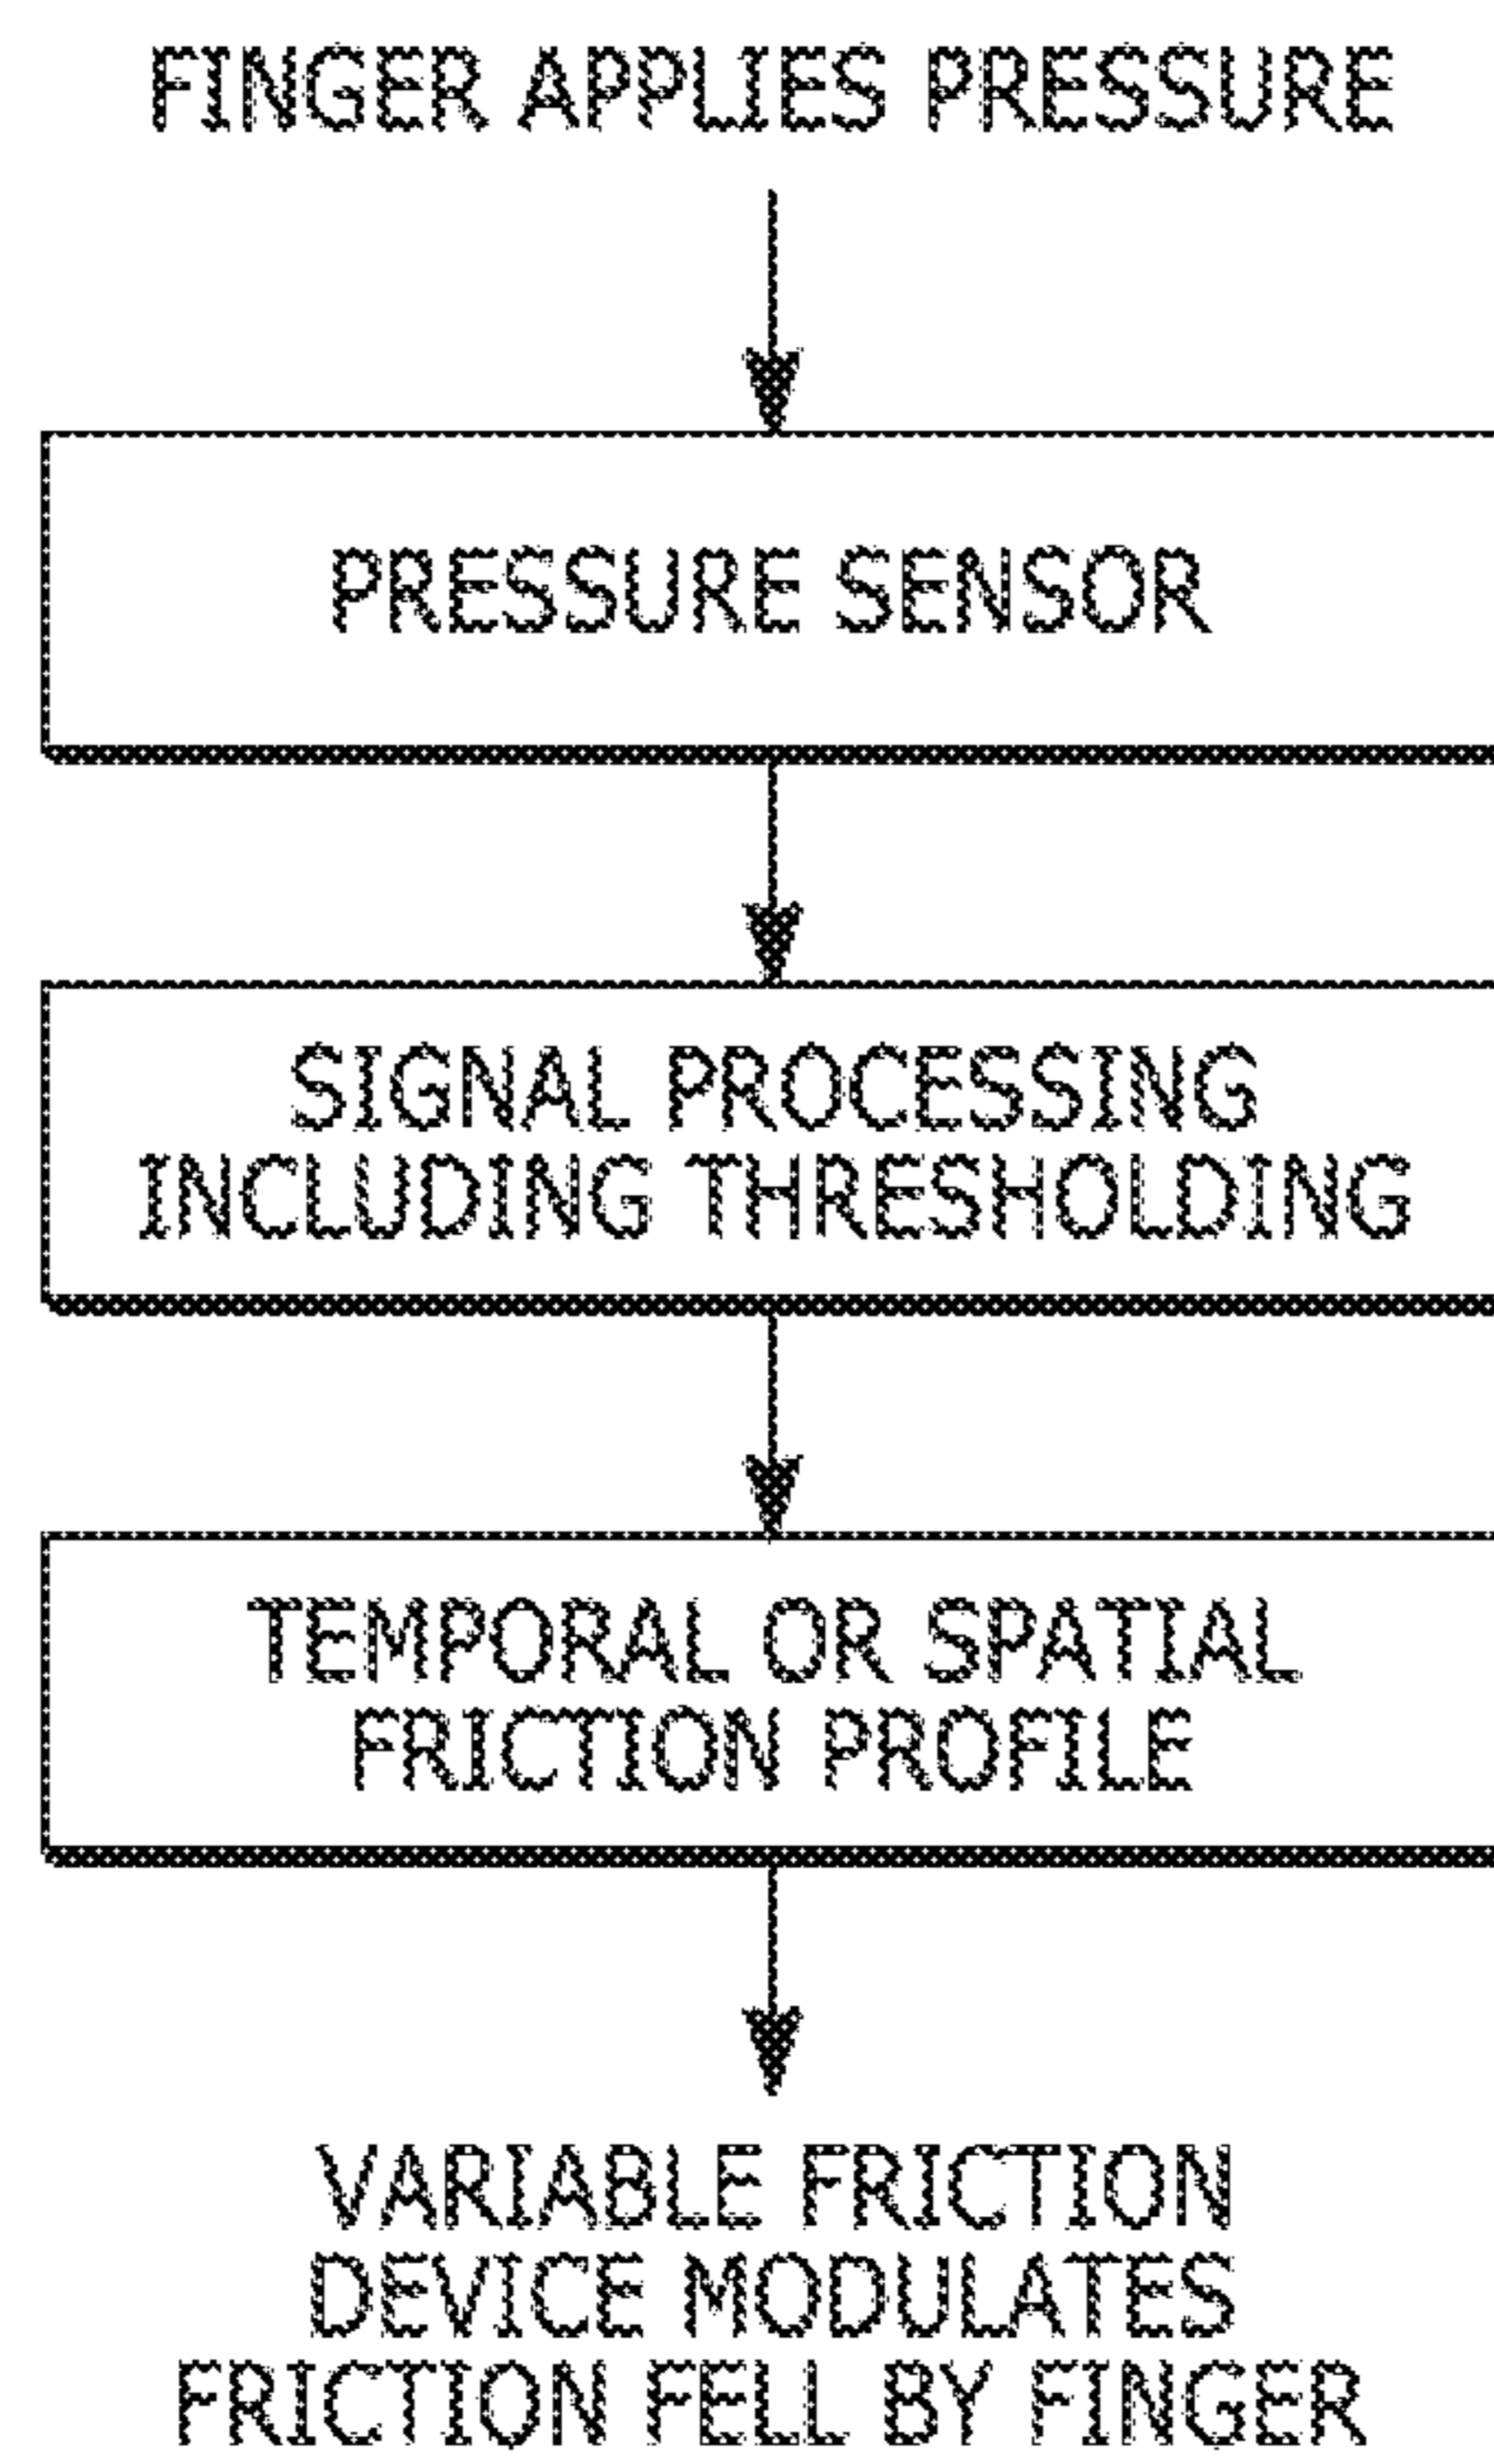 FINGER APPLIES PRESSURE
PRESSURE SENSOR
SIGNAL PROCESSING
INCLUDING THRESHOLDING
TEMPORAL OR SPATIAL
FRICTION PROFILE
VARIABLE FRICTION
DEVICE MODULATES
FRICTION FELL BY FINGER